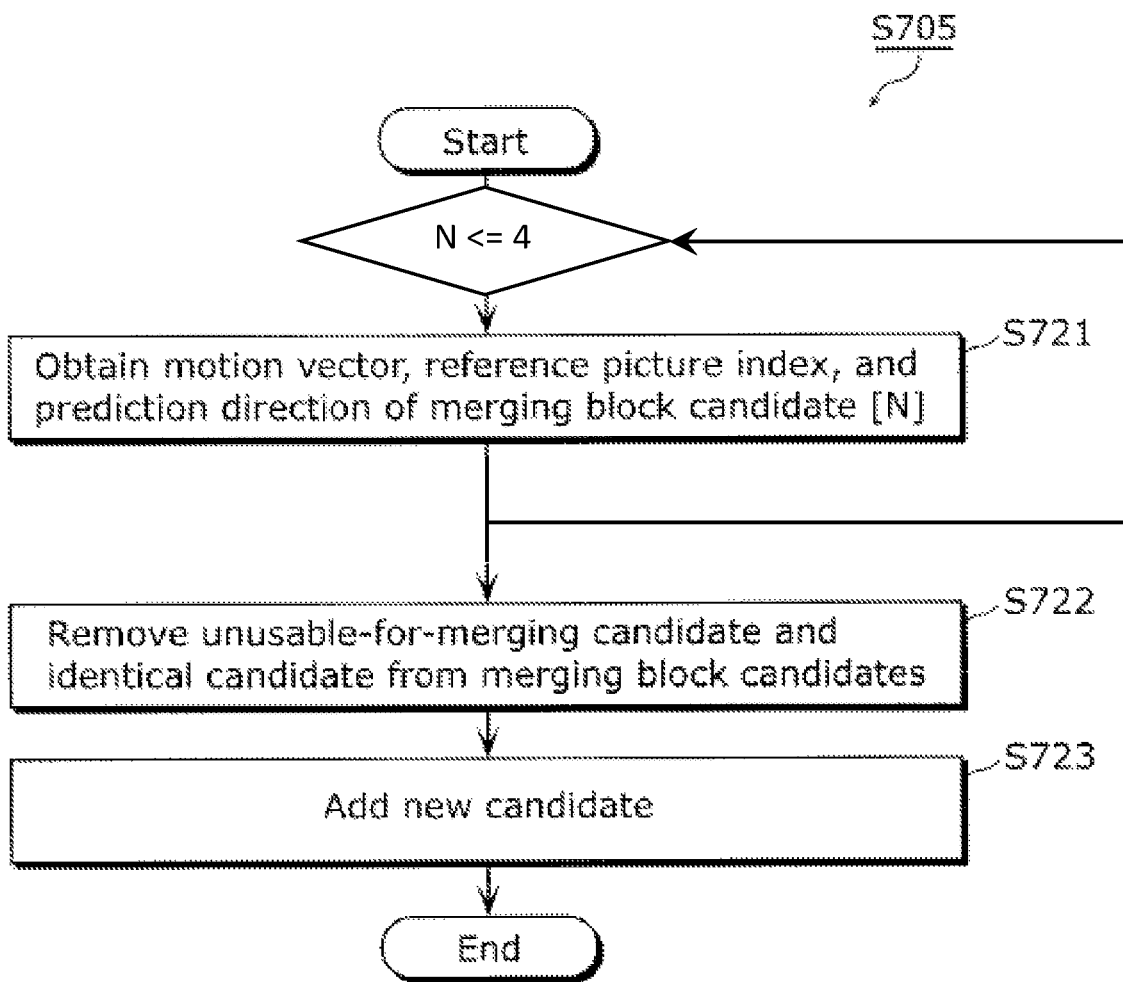 S705
Start
N <= 4
S721
Obtain motion vector, reference picture index, and
prediction direction of merging block candidate [N]
S722
Remove unusable-for-merging candidate and
identical candidate from merging block candidates
S723
Add new candidate
End